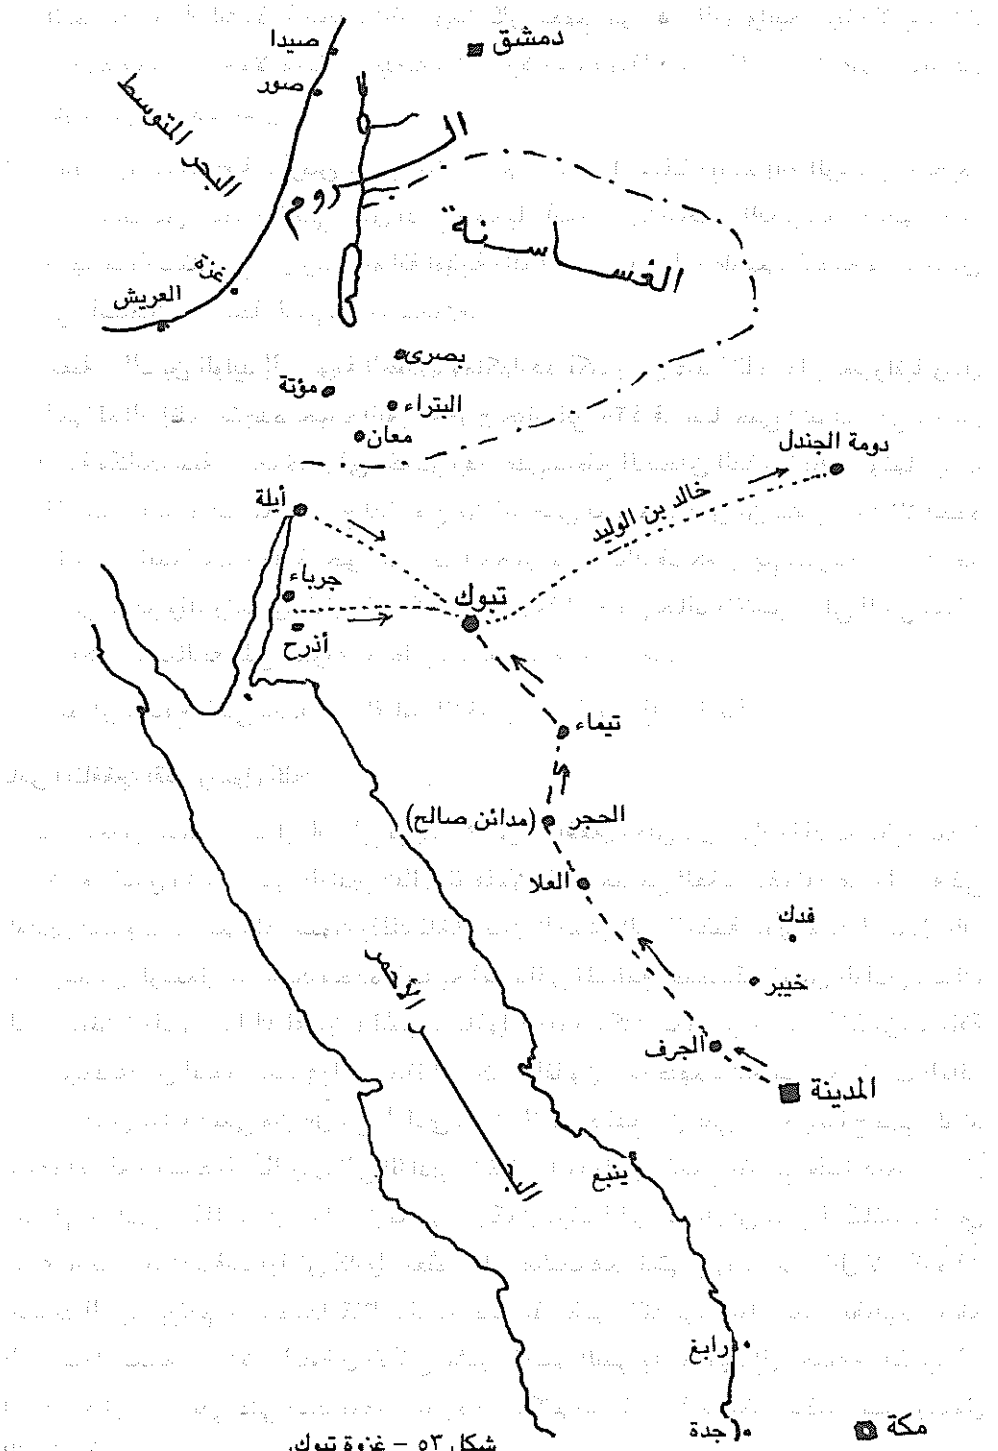 صيدا
دمشق
صور
البحر المتوسط
الروم
الغساسنة
غزة
العريش
بصرى
مؤتة
البتراء
معان
دومة الجندل
خالد بن الوليد
أيلة
جرباء
تبوك
أذرح
تيماء
الحجر (مدائن صالح)
العلا
فدك
خيبر
الجرف
المدينة
البحر الأحمر
ينبع
رابغ
جدة
مكة
شكل ٥٣ - غزوة تبوك.